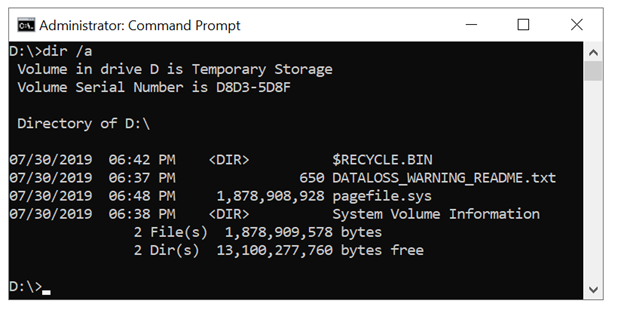 Administrator: Command Prompt
D:\>dir /a
 Volume in drive D is Temporary Storage
 Volume Serial Number is D8D3-5D8F

 Directory of D:\

07/30/2019  06:42 PM    <DIR>          $RECYCLE.BIN
07/30/2019  06:37 PM               650 DATALOSS_WARNING_README.txt
07/30/2019  06:48 PM     1,878,908,928 pagefile.sys
07/30/2019  06:38 PM    <DIR>          System Volume Information
               2 File(s)  1,878,909,578 bytes
               2 Dir(s)  13,100,277,760 bytes free

D:\>